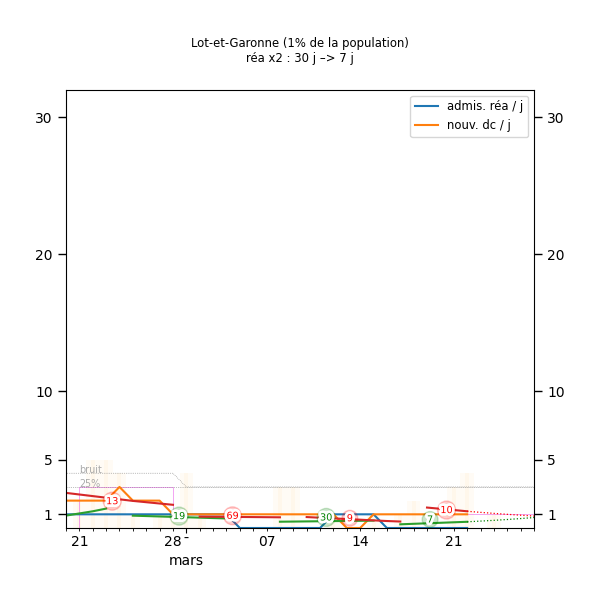 Lot-et-Garonne (1% de la population)
réa x2 : 30 j –> 7 j
admis. réa / j
nouv. dc / j
30 30
20 20
10 10
5 5
bruit
25%
13 19 69 30 9 7 10
1 1
21 28 - 07 14 21
mars